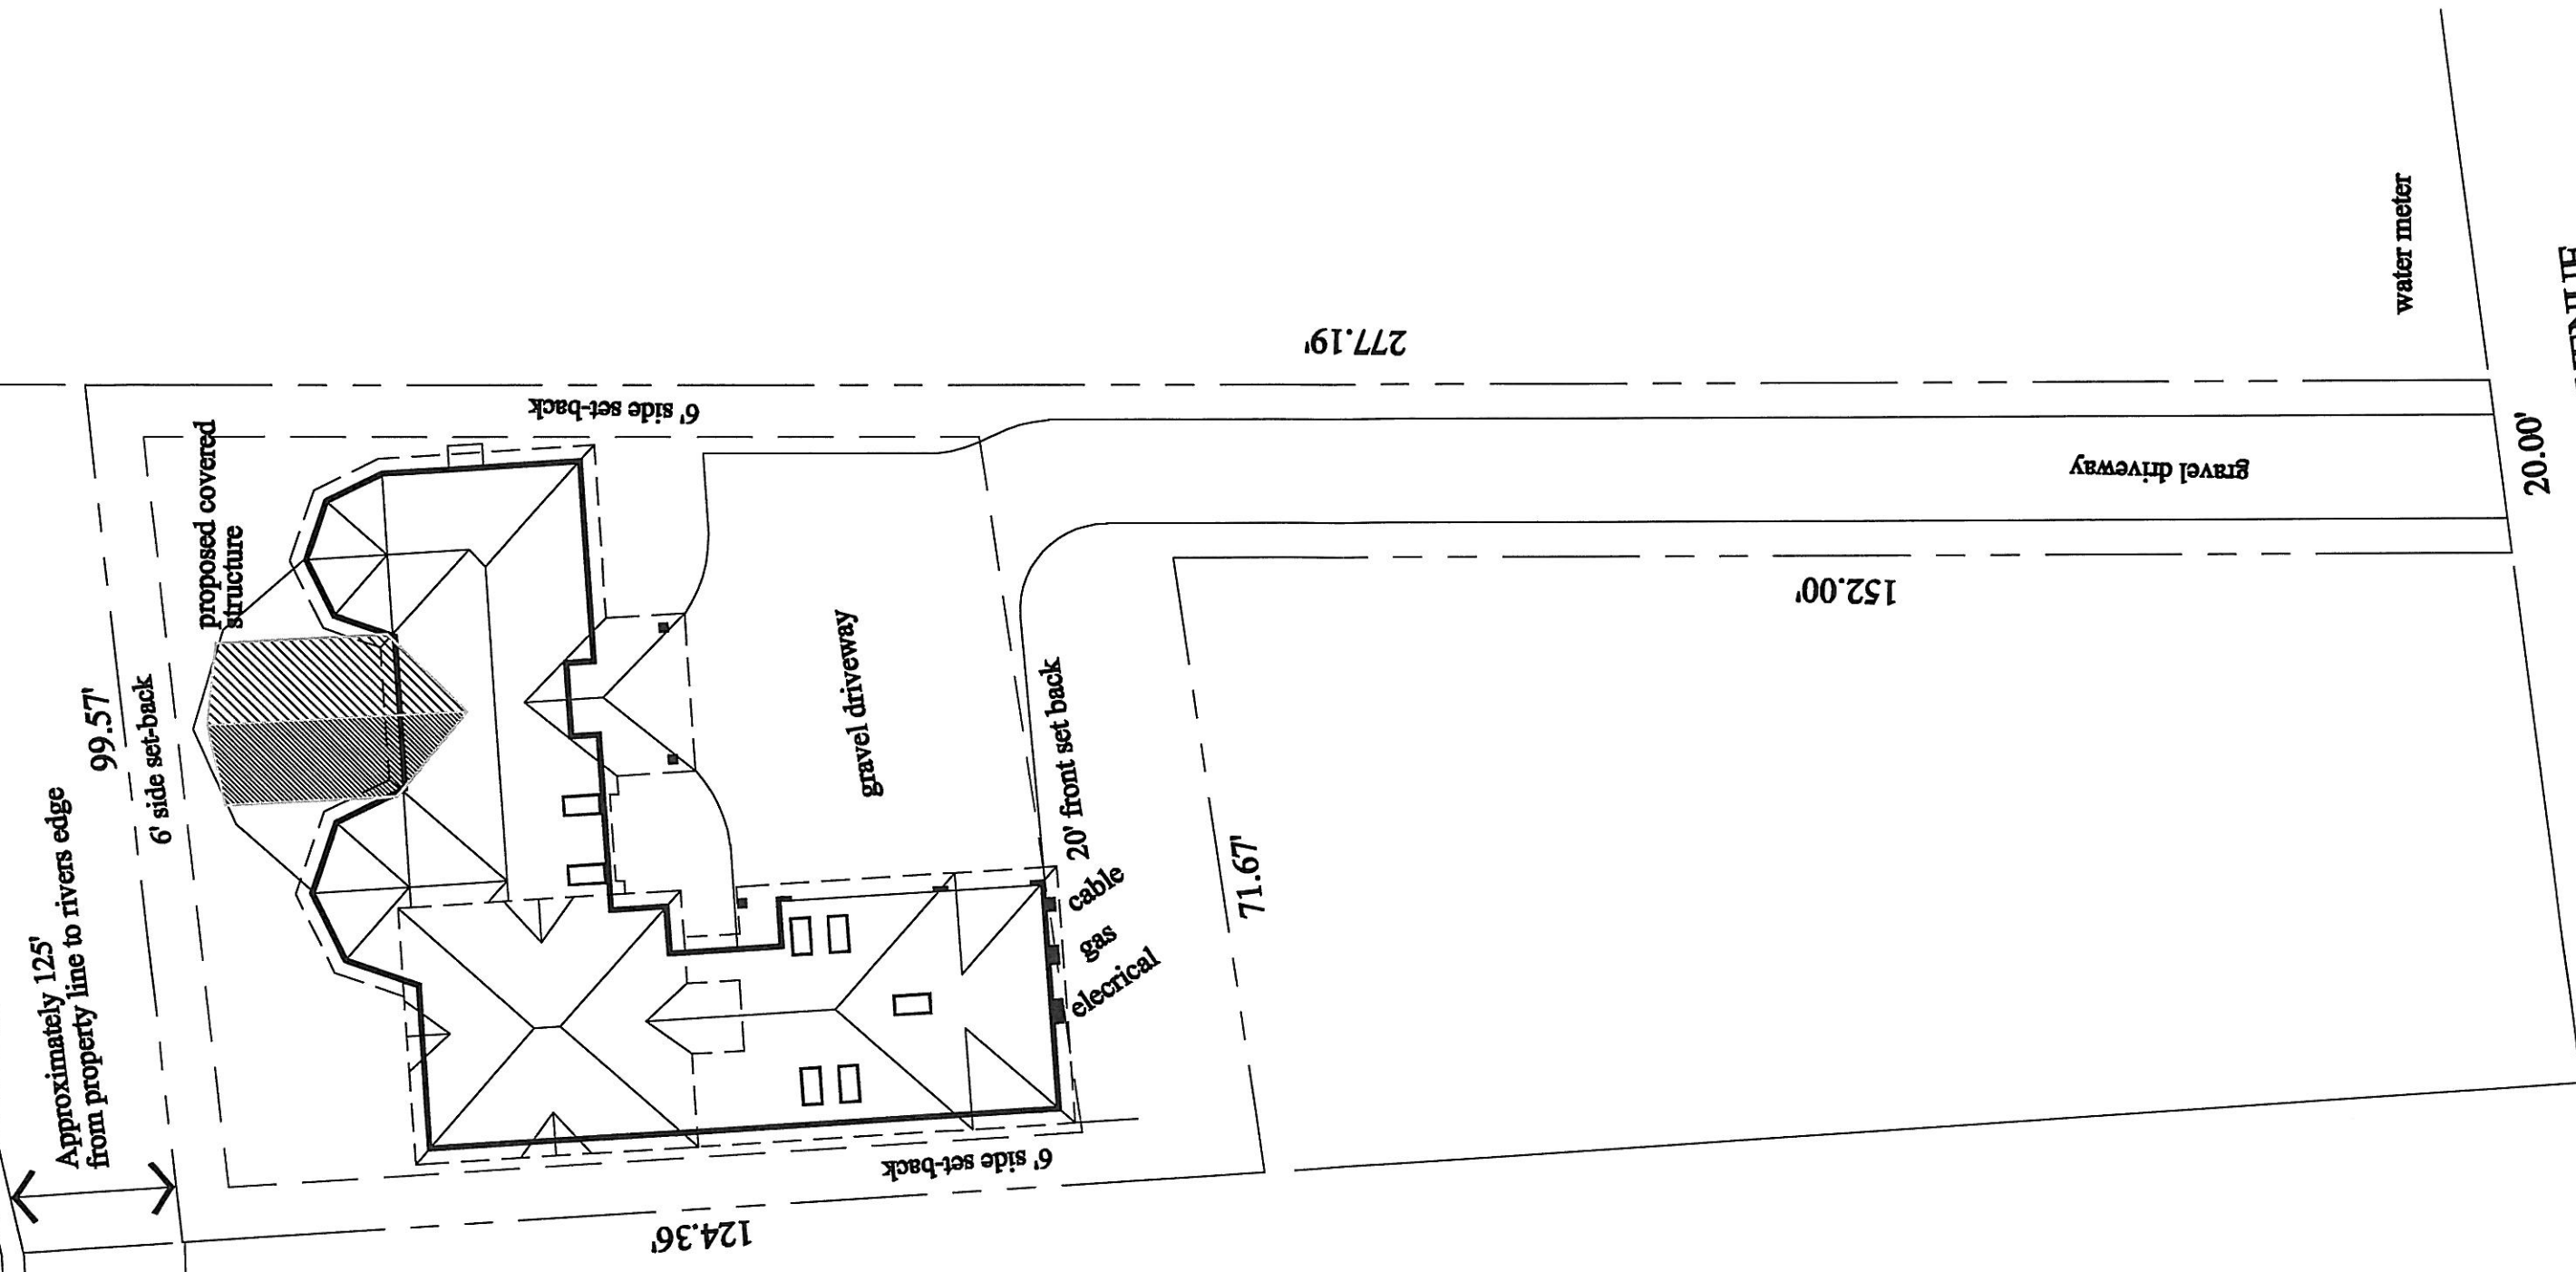 water meter
277.19'
6' side set-back
proposed covered
structure
20.00'
gravel driveway
152.00'
99.57'
6' side set-back
gravel driveway
20' front set back
Approximately 125'
from property line to rivers edge
cable
gas
elecrical
71.67'
6' side set-back
124.36'